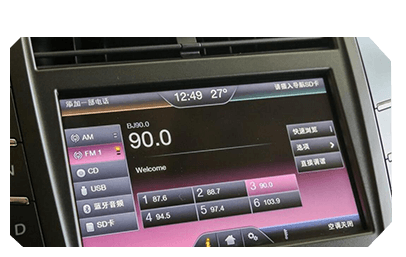 添加一部电话
12:49 27°
请插入导航SD卡
AM
FM 1
CD
USB
蓝牙音频
SD卡
BJ90.0
90.0
Welcome
1 87.6
2 88.7
3 90.0
4 94.5
5 97.4
6 103.9
快速浏览
选项
直接调谐
空调关闭
D